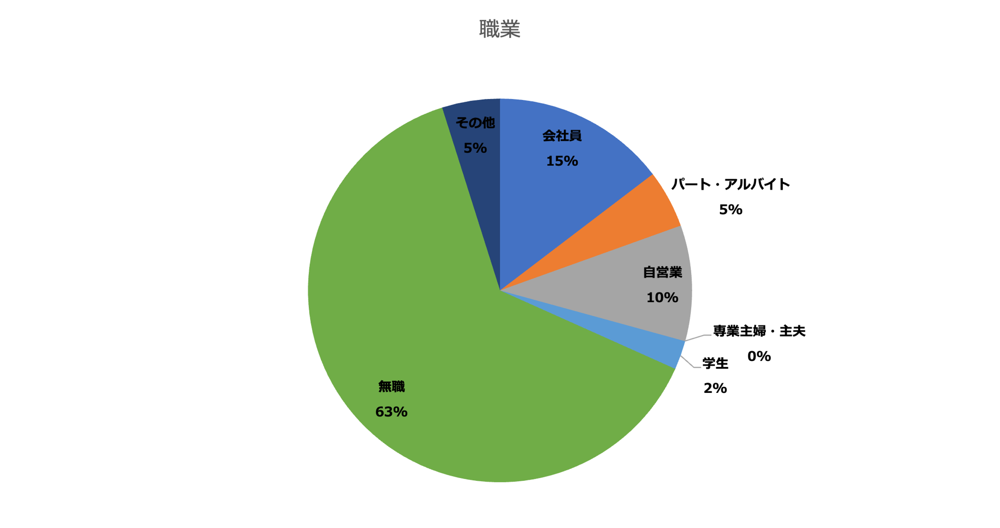 職業
その他
5%
会社員
15%
パート・アルバイト
5%
自営業
10%
専業主婦・主夫
0%
学生
2%
無職
63%